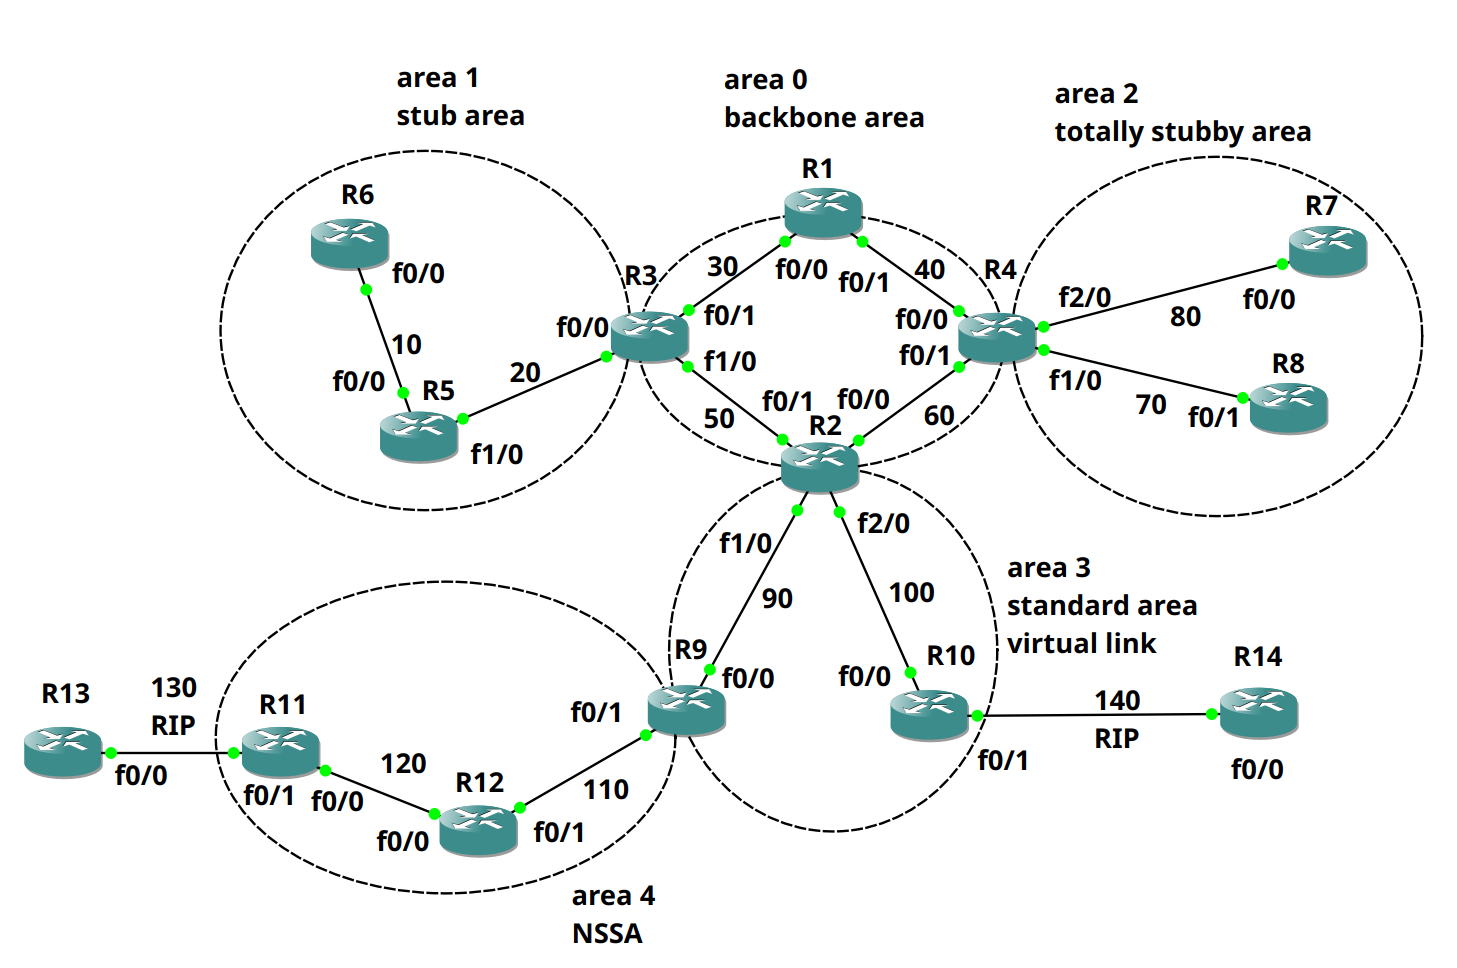 area 1
stub area
area 0
backbone area
area 2
totally stubby area
R1
R6
R7
f0/0
R3
30
f0/0
f0/1
40
R4
f2/0
f0/0
80
f0/0
f0/1
f0/0
10
f1/0
f0/1
f1/0
R8
f0/0
R5
20
50
f0/1
f0/0
R2
60
70
f0/1
f1/0
f1/0
f2/0
area 3
standard area
virtual link
90
100
R9
f0/0
f0/0
R10
R14
R13
130
RIP
R11
f0/1
140
RIP
f0/0
f0/1
f0/0
120
R12
110
f0/1
f0/0
f0/0
f0/1
area 4
NSSA